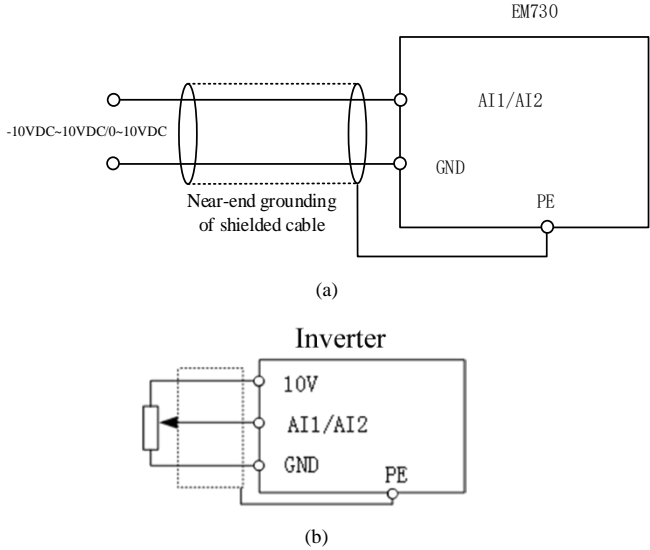 EM730
AI1/AI2
-10VDC~10VDC/0~10VDC
GND
Near-end grounding
of shielded cable
PE
(a)
Inverter
10V
AI1/AI2
GND
PE
(b)